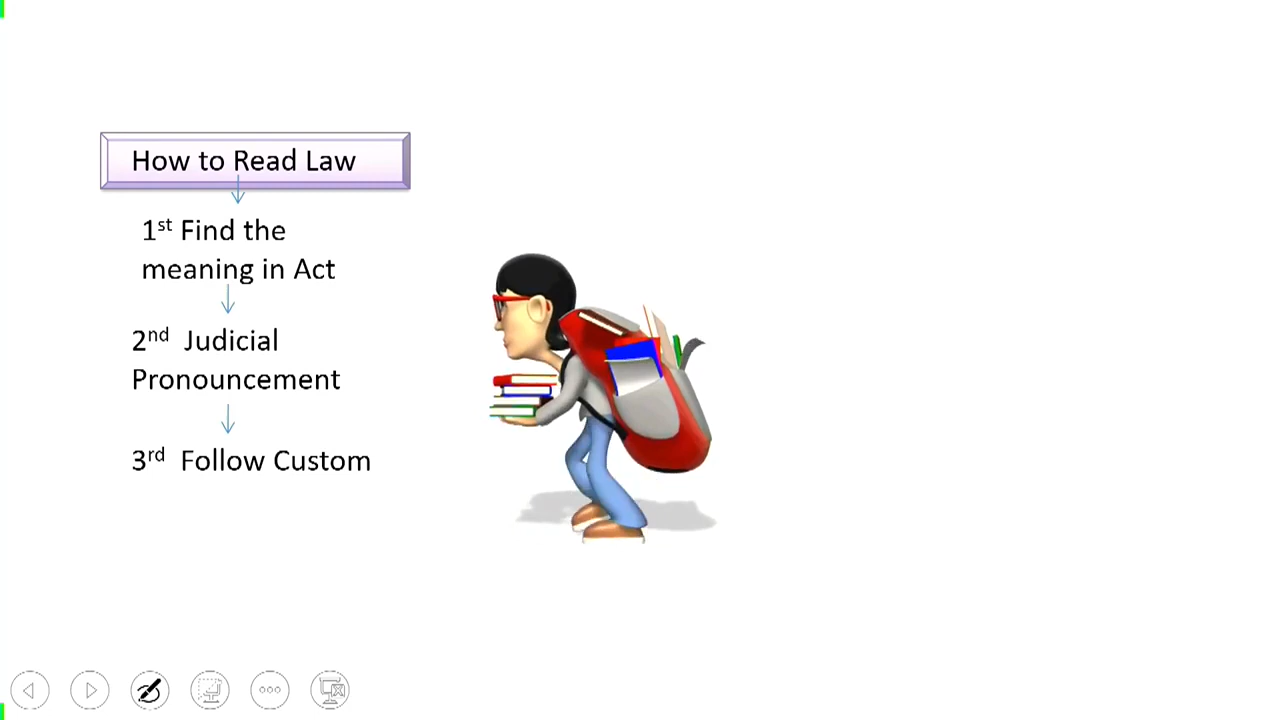 How to Read Law
1st Find the
meaning in Act
2nd Judicial
Pronouncement
3rd Follow Custom